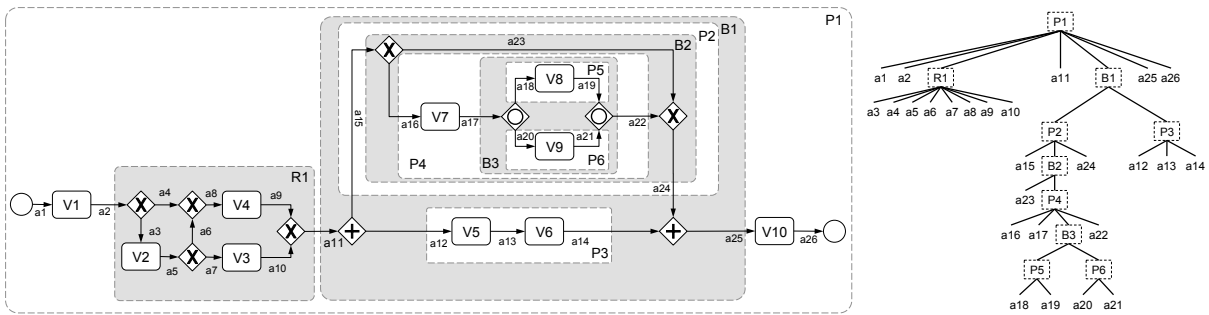 P1
B1
P2
a23
B2
P5
V8
a18
a19
a15
a16
V7
a17
a22
a20
a21
V9
P4
B3
P6
a24
R1
a4
a8
a9
V4
a1
V1
a2
a3
a6
V2
a5
a7
V3
a10
a11
a12
V5
a13
V6
a14
P3
a25
V10
a26
P1
a1 a2 R1 a11 B1 a25 a26
a3 a4 a5 a6 a7 a8 a9 a10
P2 P3
a15 B2 a24 a12 a13 a14
a23 P4
a16 a17 B3 a22
P5 P6
a18 a19 a20 a21